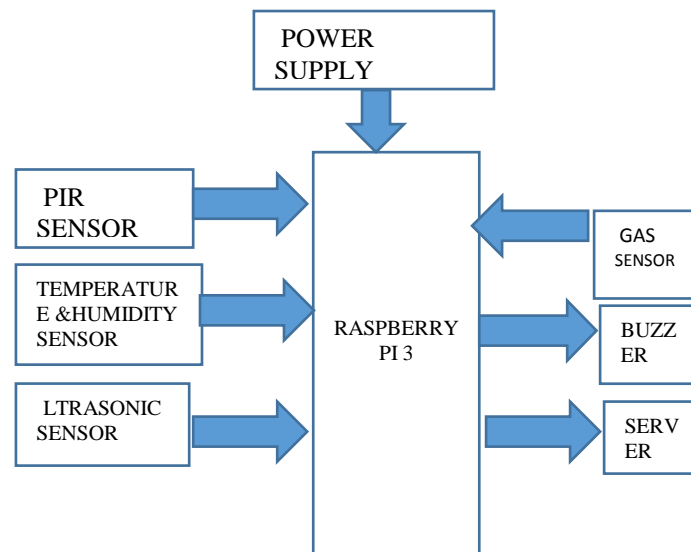 POWER
SUPPLY
PIR
SENSOR
TEMPERATUR
E &HUMIDITY
SENSOR
LTRASONIC
SENSOR
RASPBERRY
PI 3
GAS
SENSOR
BUZZ
ER
SERV
ER